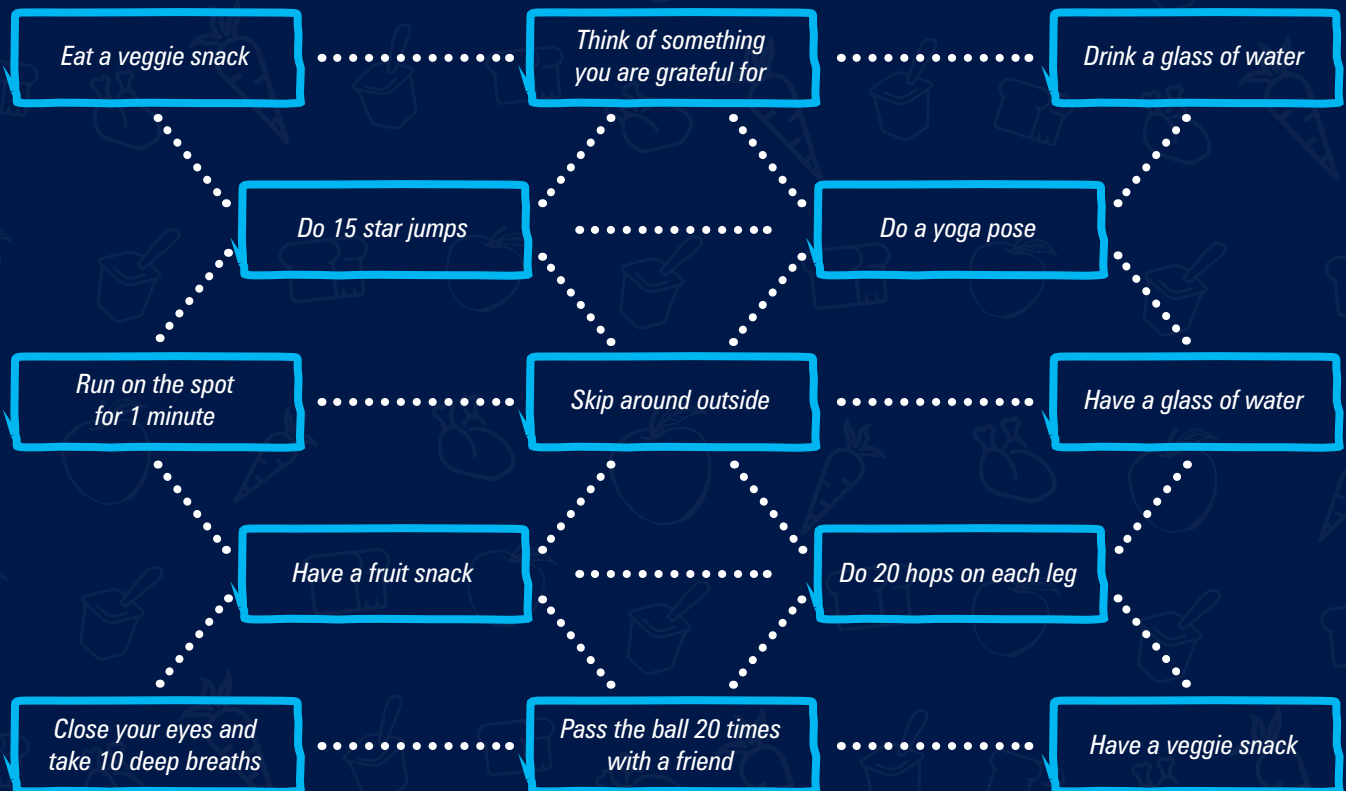 Eat a veggie snack
Think of something
you are grateful for
Drink a glass of water
Do 15 star jumps
Do a yoga pose
Run on the spot
for 1 minute
Skip around outside
Have a glass of water
Have a fruit snack
Do 20 hops on each leg
Close your eyes and
take 10 deep breaths
Pass the ball 20 times
with a friend
Have a veggie snack